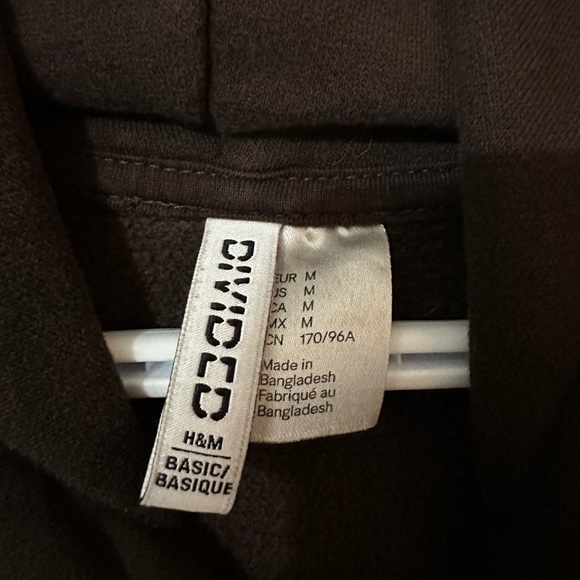 DIVIDED
H&M
BASIC/
BASIQUE
EUR M
US M
CA M
MX M
CN 170/96A
Made in
Bangladesh
Fabriqué au
Bangladesh